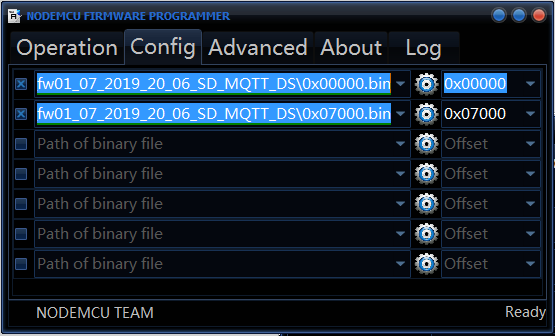 NODEMCU FIRMWARE PROGRAMMER
Operation Config Advanced About Log
fw01_07_2019_20_06_SD_MQTT_DS\0x00000.bin 0x00000
fw01_07_2019_20_06_SD_MQTT_DS\0x07000.bin 0x07000
Path of binary file Offset
Path of binary file Offset
Path of binary file Offset
Path of binary file Offset
Path of binary file Offset
NODEMCU TEAM Ready